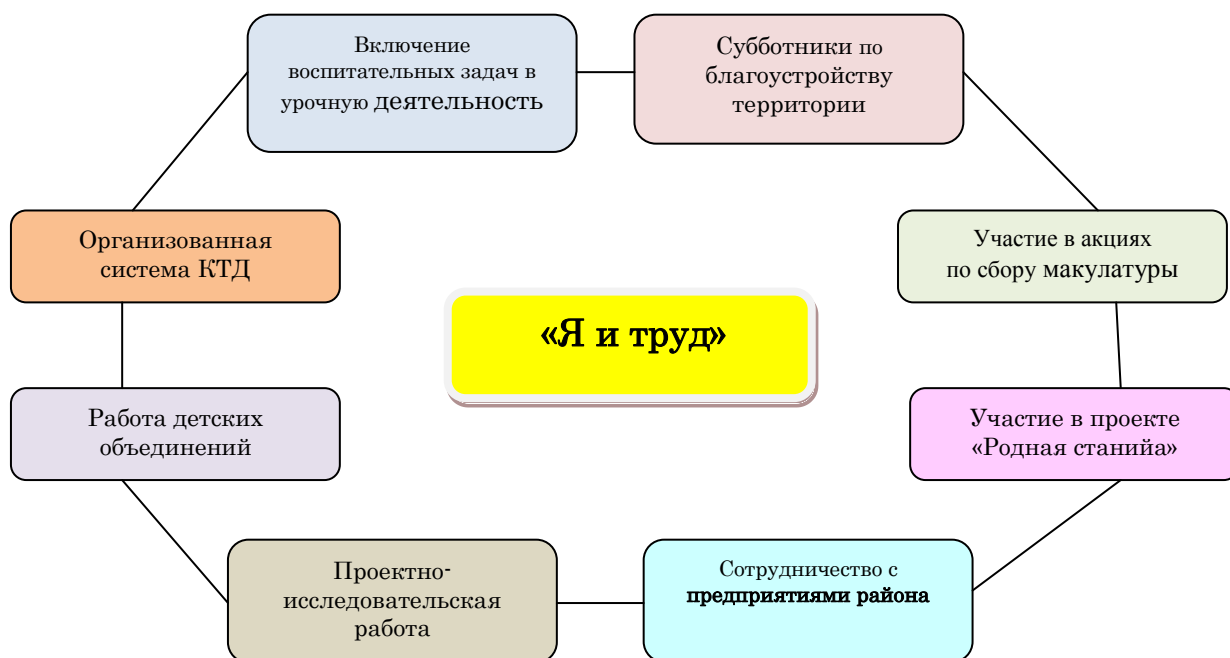 Включение
воспитательных задач в
урочную деятельность
Субботники по
благоустройству
территории
Организованная
система КТД
Участие в акциях
по сбору макулатуры
«Я и труд»
Работа детских
объединений
Участие в проекте
«Родная станийа»
Проектно-
исследовательская
работа
Сотрудничество с
предприятиями района